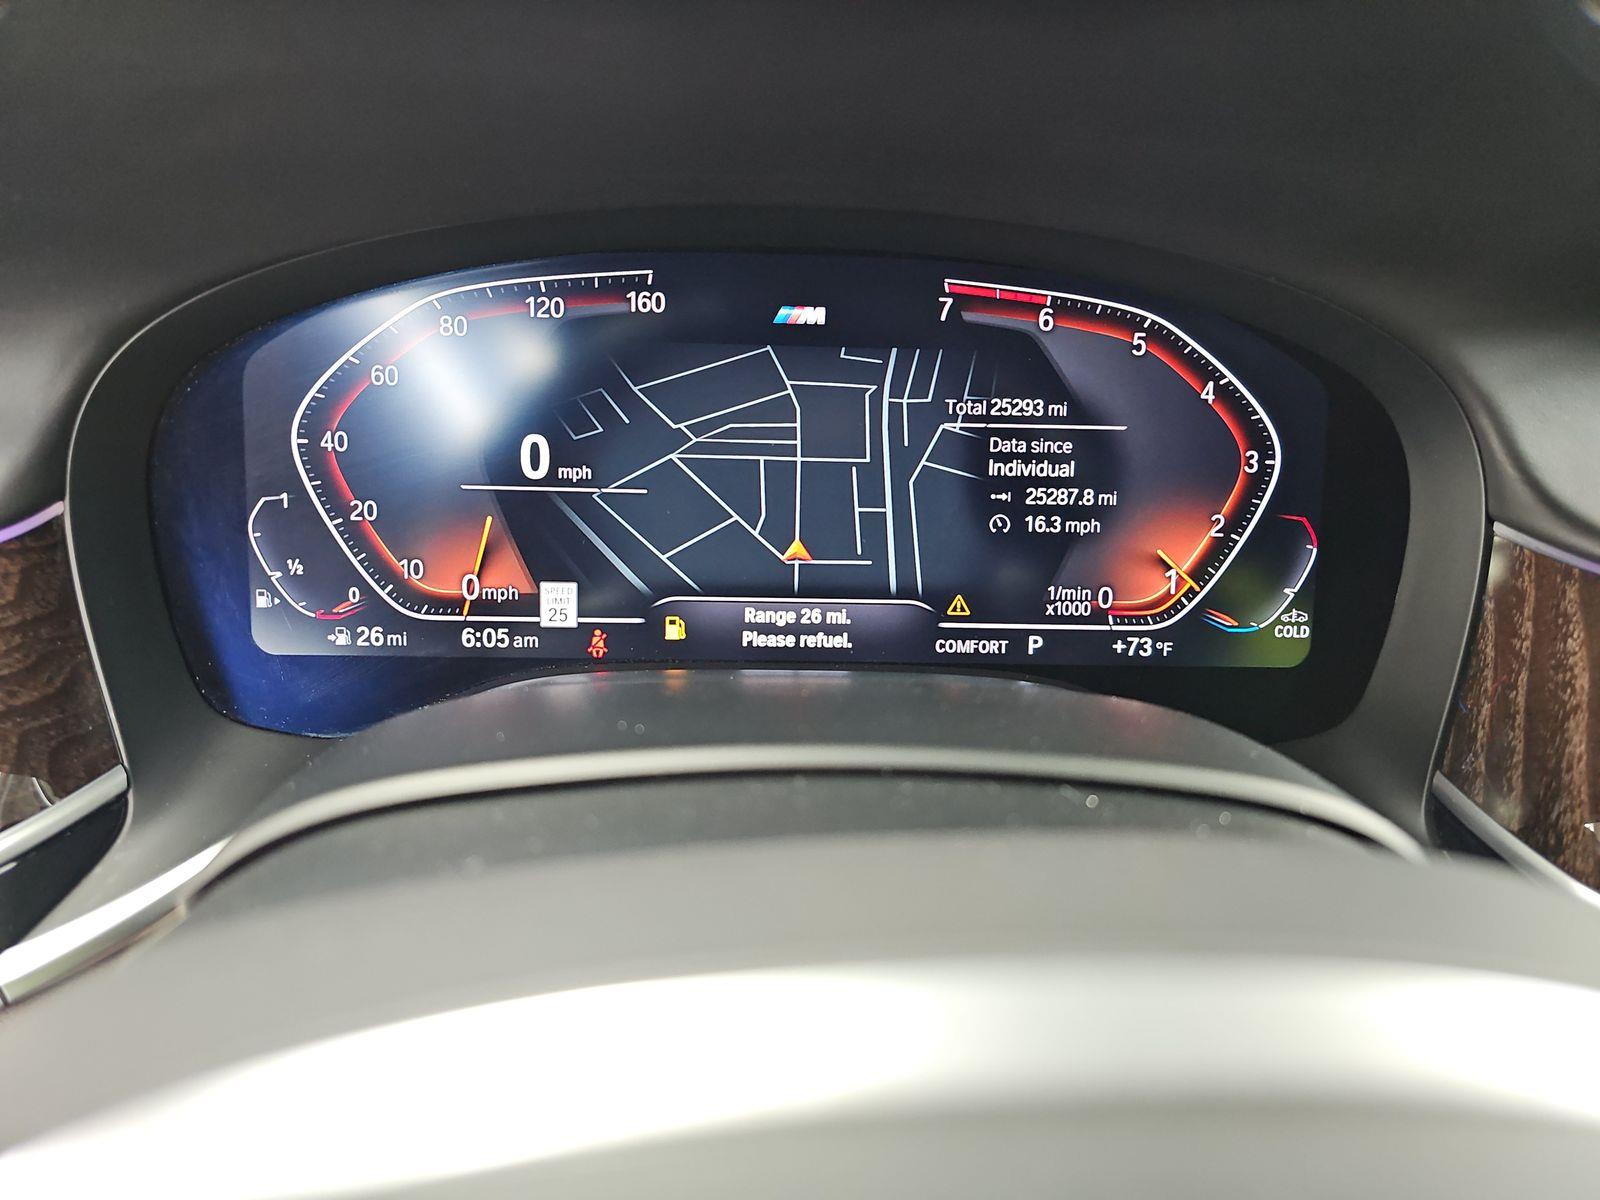 160
120
80
60
40
20
10
0 mph
0 mph
M
7
6
5
4
3
2
1
0
1/min
x1000
Total 25293 mi
Data since
Individual
25287.8 mi
16.3 mph
1
½
0
26 mi
6:05 am
SPEED
LIMIT
25
Range 26 mi.
Please refuel.
COMFORT P
+73 °F
COLD